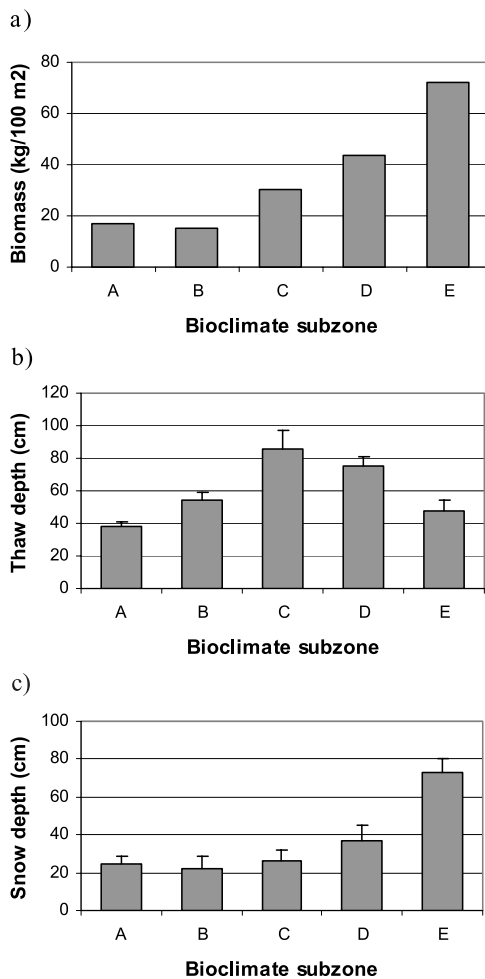 a)
Biomass (kg/100 m2)
80
60
40
20
0
A B C D E
Bioclimate subzone
b)
Thaw depth (cm)
120
100
80
60
40
20
0
A B C D E
Bioclimate subzone
c)
Snow depth (cm)
100
80
60
40
20
0
A B C D E
Bioclimate subzone